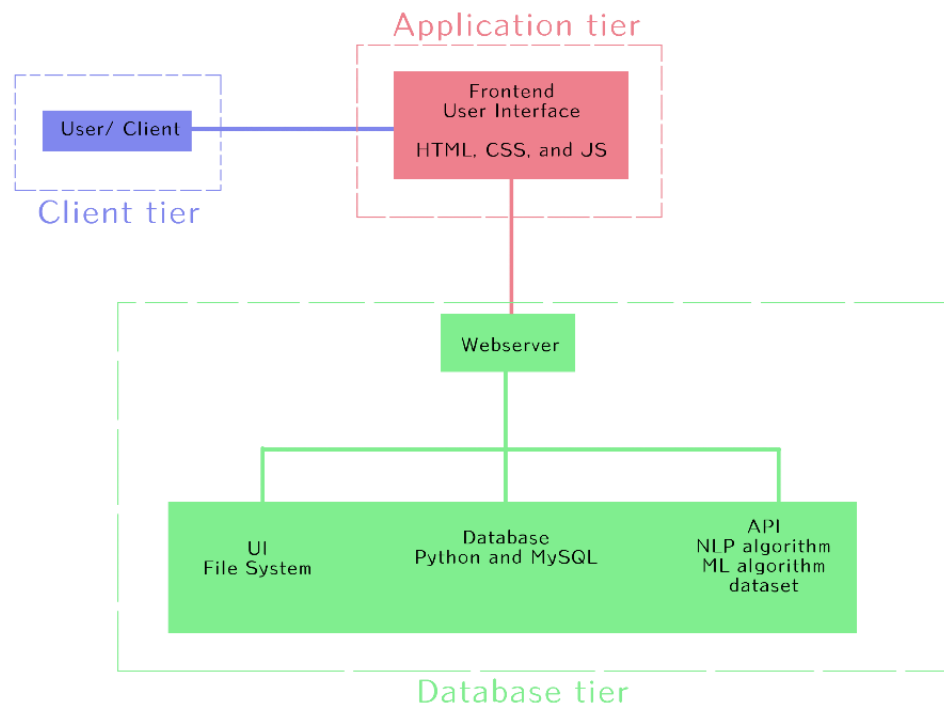 Application tier
Frontend
User Interface
HTML, CSS, and JS
User/ Client
Client tier
Webserver
UI
File System
Database
Python and MySQL
API
NLP algorithm
ML algorithm
dataset
Database tier